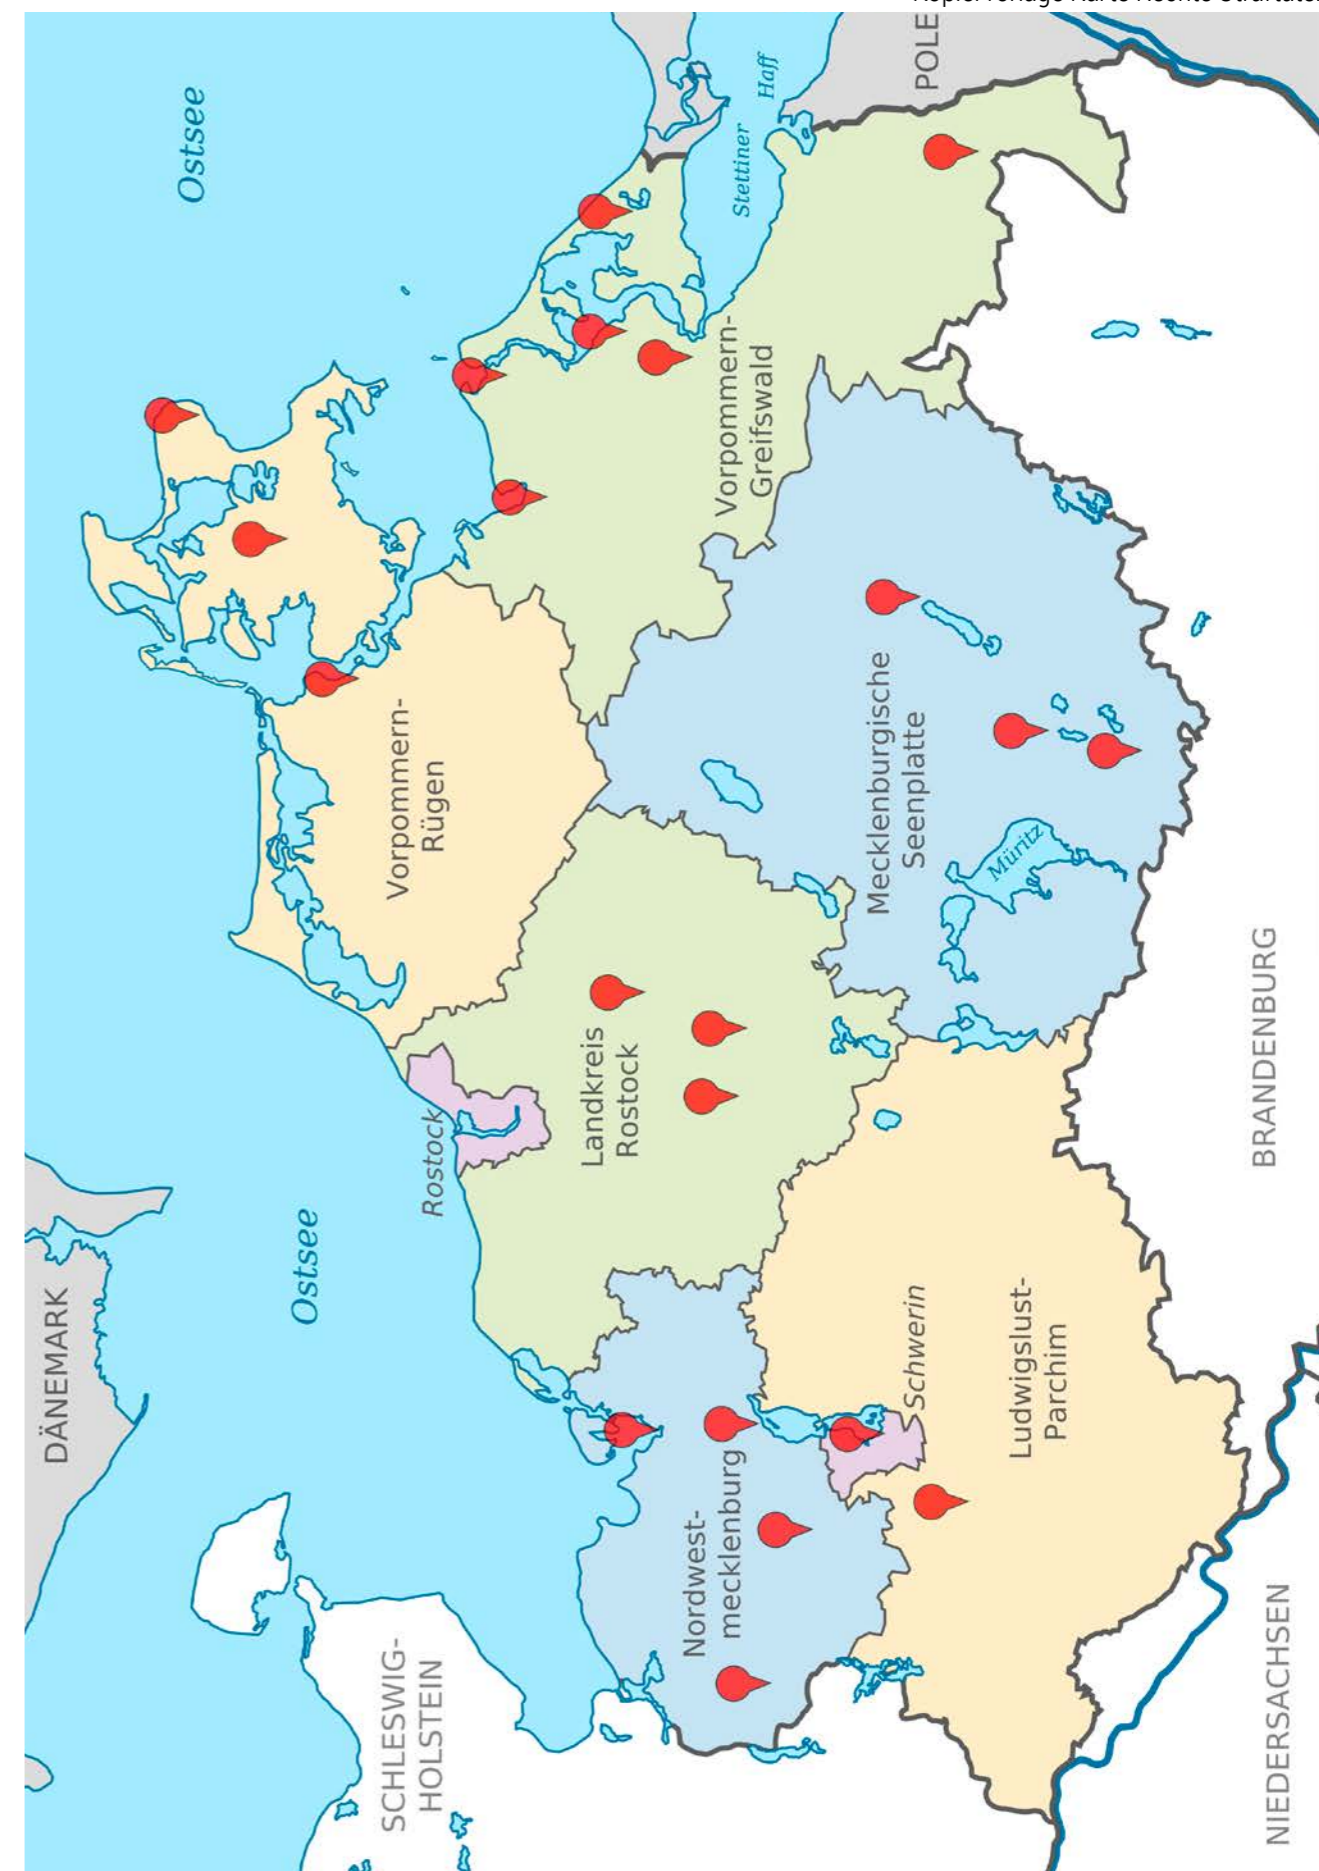 Ostsee
Stettiner
Haff
POLE
Vorpommern-
Greifswald
Vorpommern-
Rügen
Mecklenburgische
Seenplatte
Müritz
Landkreis
Rostock
Rostock
Ostsee
DÄNEMARK
BRANDENBURG
Schwerin
Ludwigslust-
Parchim
Nordwest-
mecklenburg
SCHLESWIG-
HOLSTEIN
NIEDERSACHSEN